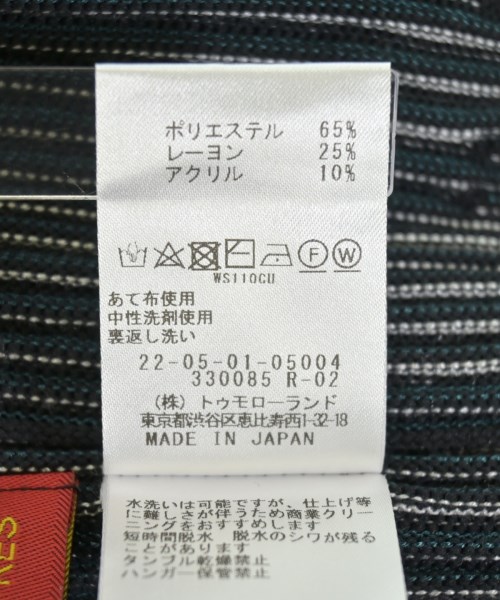 ポリエステル 65%
レーヨン 25%
アクリル 10%
F W
WS110CU
あて布使用
中性洗剤使用
裏返し洗い
22-05-01-05004
330085 R-02
(株) トゥモローランド
東京都渋谷区恵比寿西1-32-18
MADE IN JAPAN
水洗いは可能ですが、仕上げ等
に難しさが伴うため商業クリー
ニングをおすすめします
短時間脱水 脱水のシワが残る
ことがあります
タンブル乾燥禁止
ハンガー保管禁止